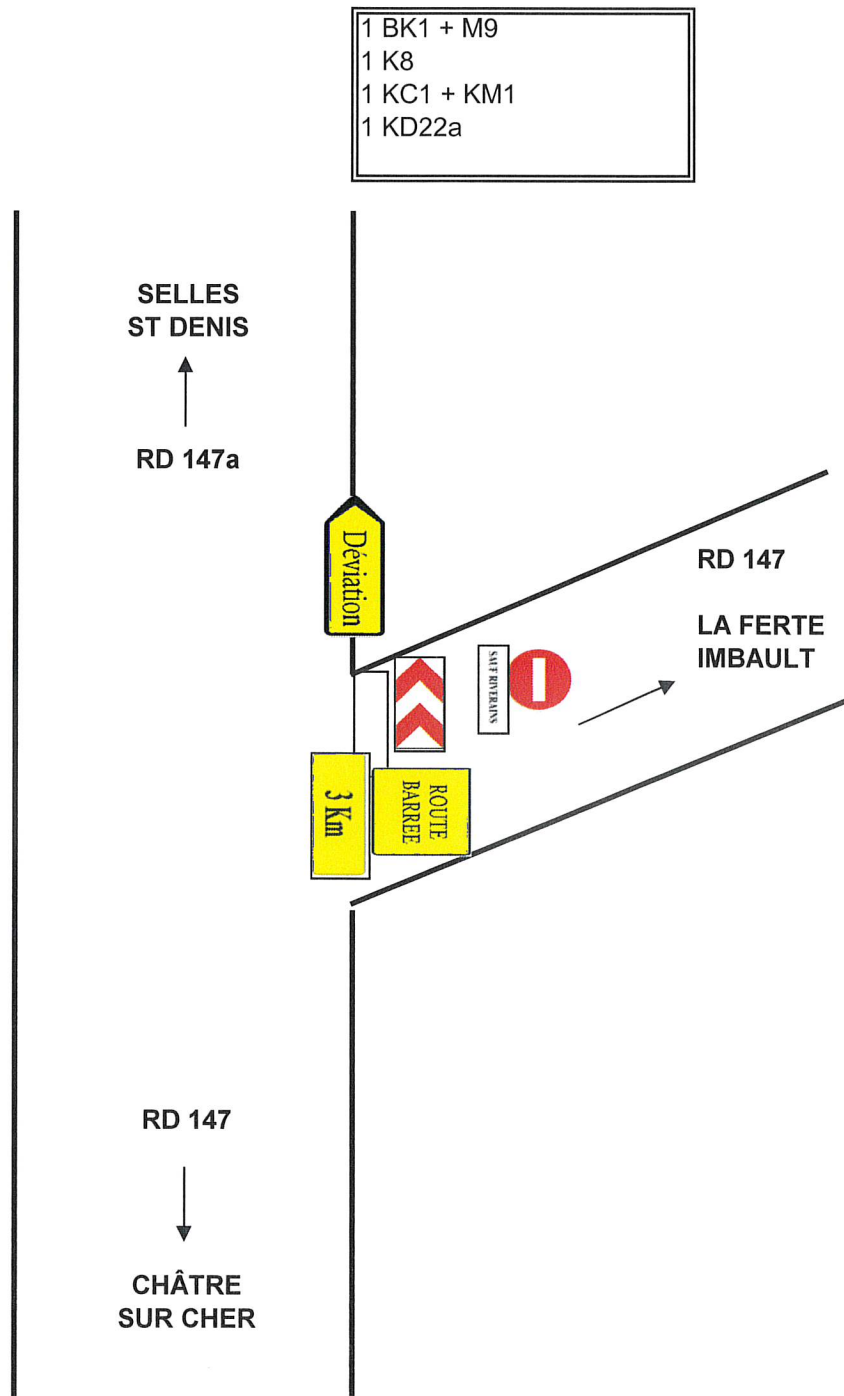 1 BK1 + M9
1 K8
1 KC1 + KM1
1 KD22a
SELLES
ST DENIS
RD 147a
Déviation
RD 147
LA FERTE
IMBAULT
SAUF RIVERAINS
ROUTE
BARREE
3 Km
RD 147
CHÂTRE
SUR CHER